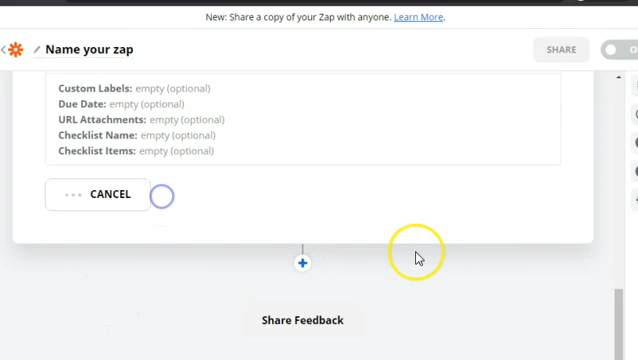 New: Share a copy of your Zap with anyone. Learn More.
Name your zap
SHARE
Custom Labels: empty (optional)
Due Date: empty (optional)
URL Attachments: empty (optional)
Checklist Name: empty (optional)
Checklist Items: empty (optional)
CANCEL
Share Feedback